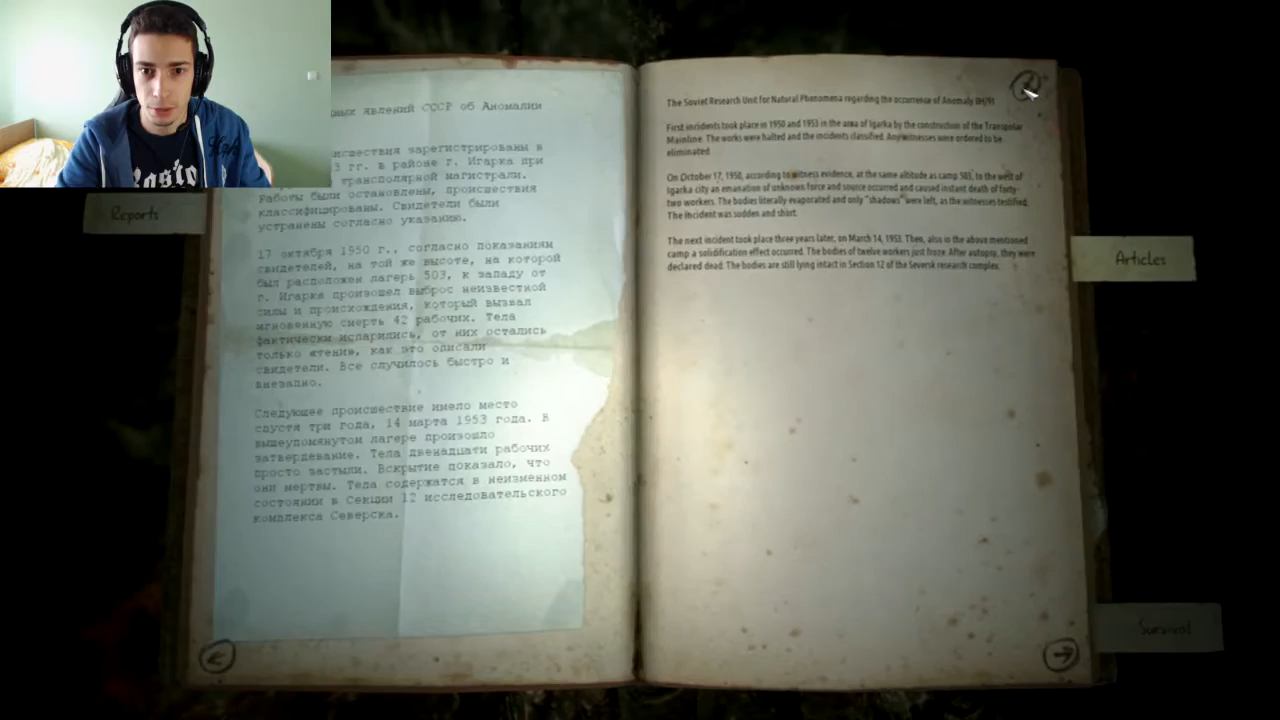 ных явлений СССР об Аномалии
исшествия зарегистрированы в
3 гг. в районе г. Игарка при
трансполярной магистрали.
Работы были остановлены, происшествия
классифицированы. Свидетели были
устранены согласно указанию.
17 октября 1950 г., согласно показаниям
свидетелей, на той же высоте, на которой
был расположен лагерь 503, к западу от
г. Игарка произошел выброс неизвестной
силы и происхождения, который вызвал
мгновенную смерть 42 рабочих. Тела
фактически испарились, от них остались
только «тени», как это описали
свидетели. Все случилось быстро и
внезапно.
Следующее происшествие имело место
спустя три года, 14 марта 1953 года. В
вышеупомянутом лагере произошло
затвердевание. Тела двенадцати рабочих
просто застыли. Вскрытие показало, что
они мертвы. Тела содержатся в неизменном
состоянии в Секции 12 исследовательского
комплекса Северска.
Reports
The Soviet Research Unit for Natural Phenomena regarding the occurrence of Anomaly BH/91
First incidents took place in 1950 and 1953 in the area of Igarka by the construction of the Transpolar
Mainline. The works were halted and the incidents classified. Any witnesses were ordered to be
eliminated.
On October 17, 1950, according to witness evidence, at the same altitude as camp 503, to the west of
Igarka city an emanation of unknown force and source occurred and caused instant death of forty-
two workers. The bodies literally evaporated and only "shadows" were left, as the witnesses testified.
The incident was sudden and short.
The next incident took place three years later, on March 14, 1953. Then, also in the above mentioned
camp a solidification effect occurred. The bodies of twelve workers just froze. After autopsy, they were
declared dead. The bodies are still lying intact in Section 12 of the Seversk research complex.
Articles
Survival